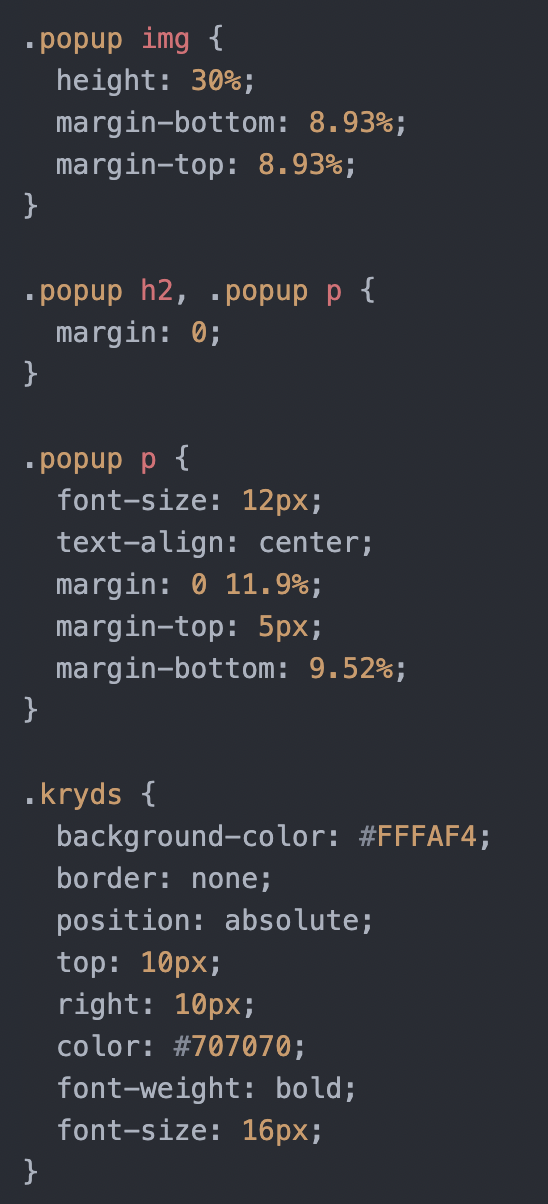 .popup img {
  height: 30%;
  margin-bottom: 8.93%;
  margin-top: 8.93%;
}

.popup h2, .popup p {
  margin: 0;
}

.popup p {
  font-size: 12px;
  text-align: center;
  margin: 0 11.9%;
  margin-top: 5px;
  margin-bottom: 9.52%;
}

.kryds {
  background-color: #FFFAF4;
  border: none;
  position: absolute;
  top: 10px;
  right: 10px;
  color: #707070;
  font-weight: bold;
  font-size: 16px;
}